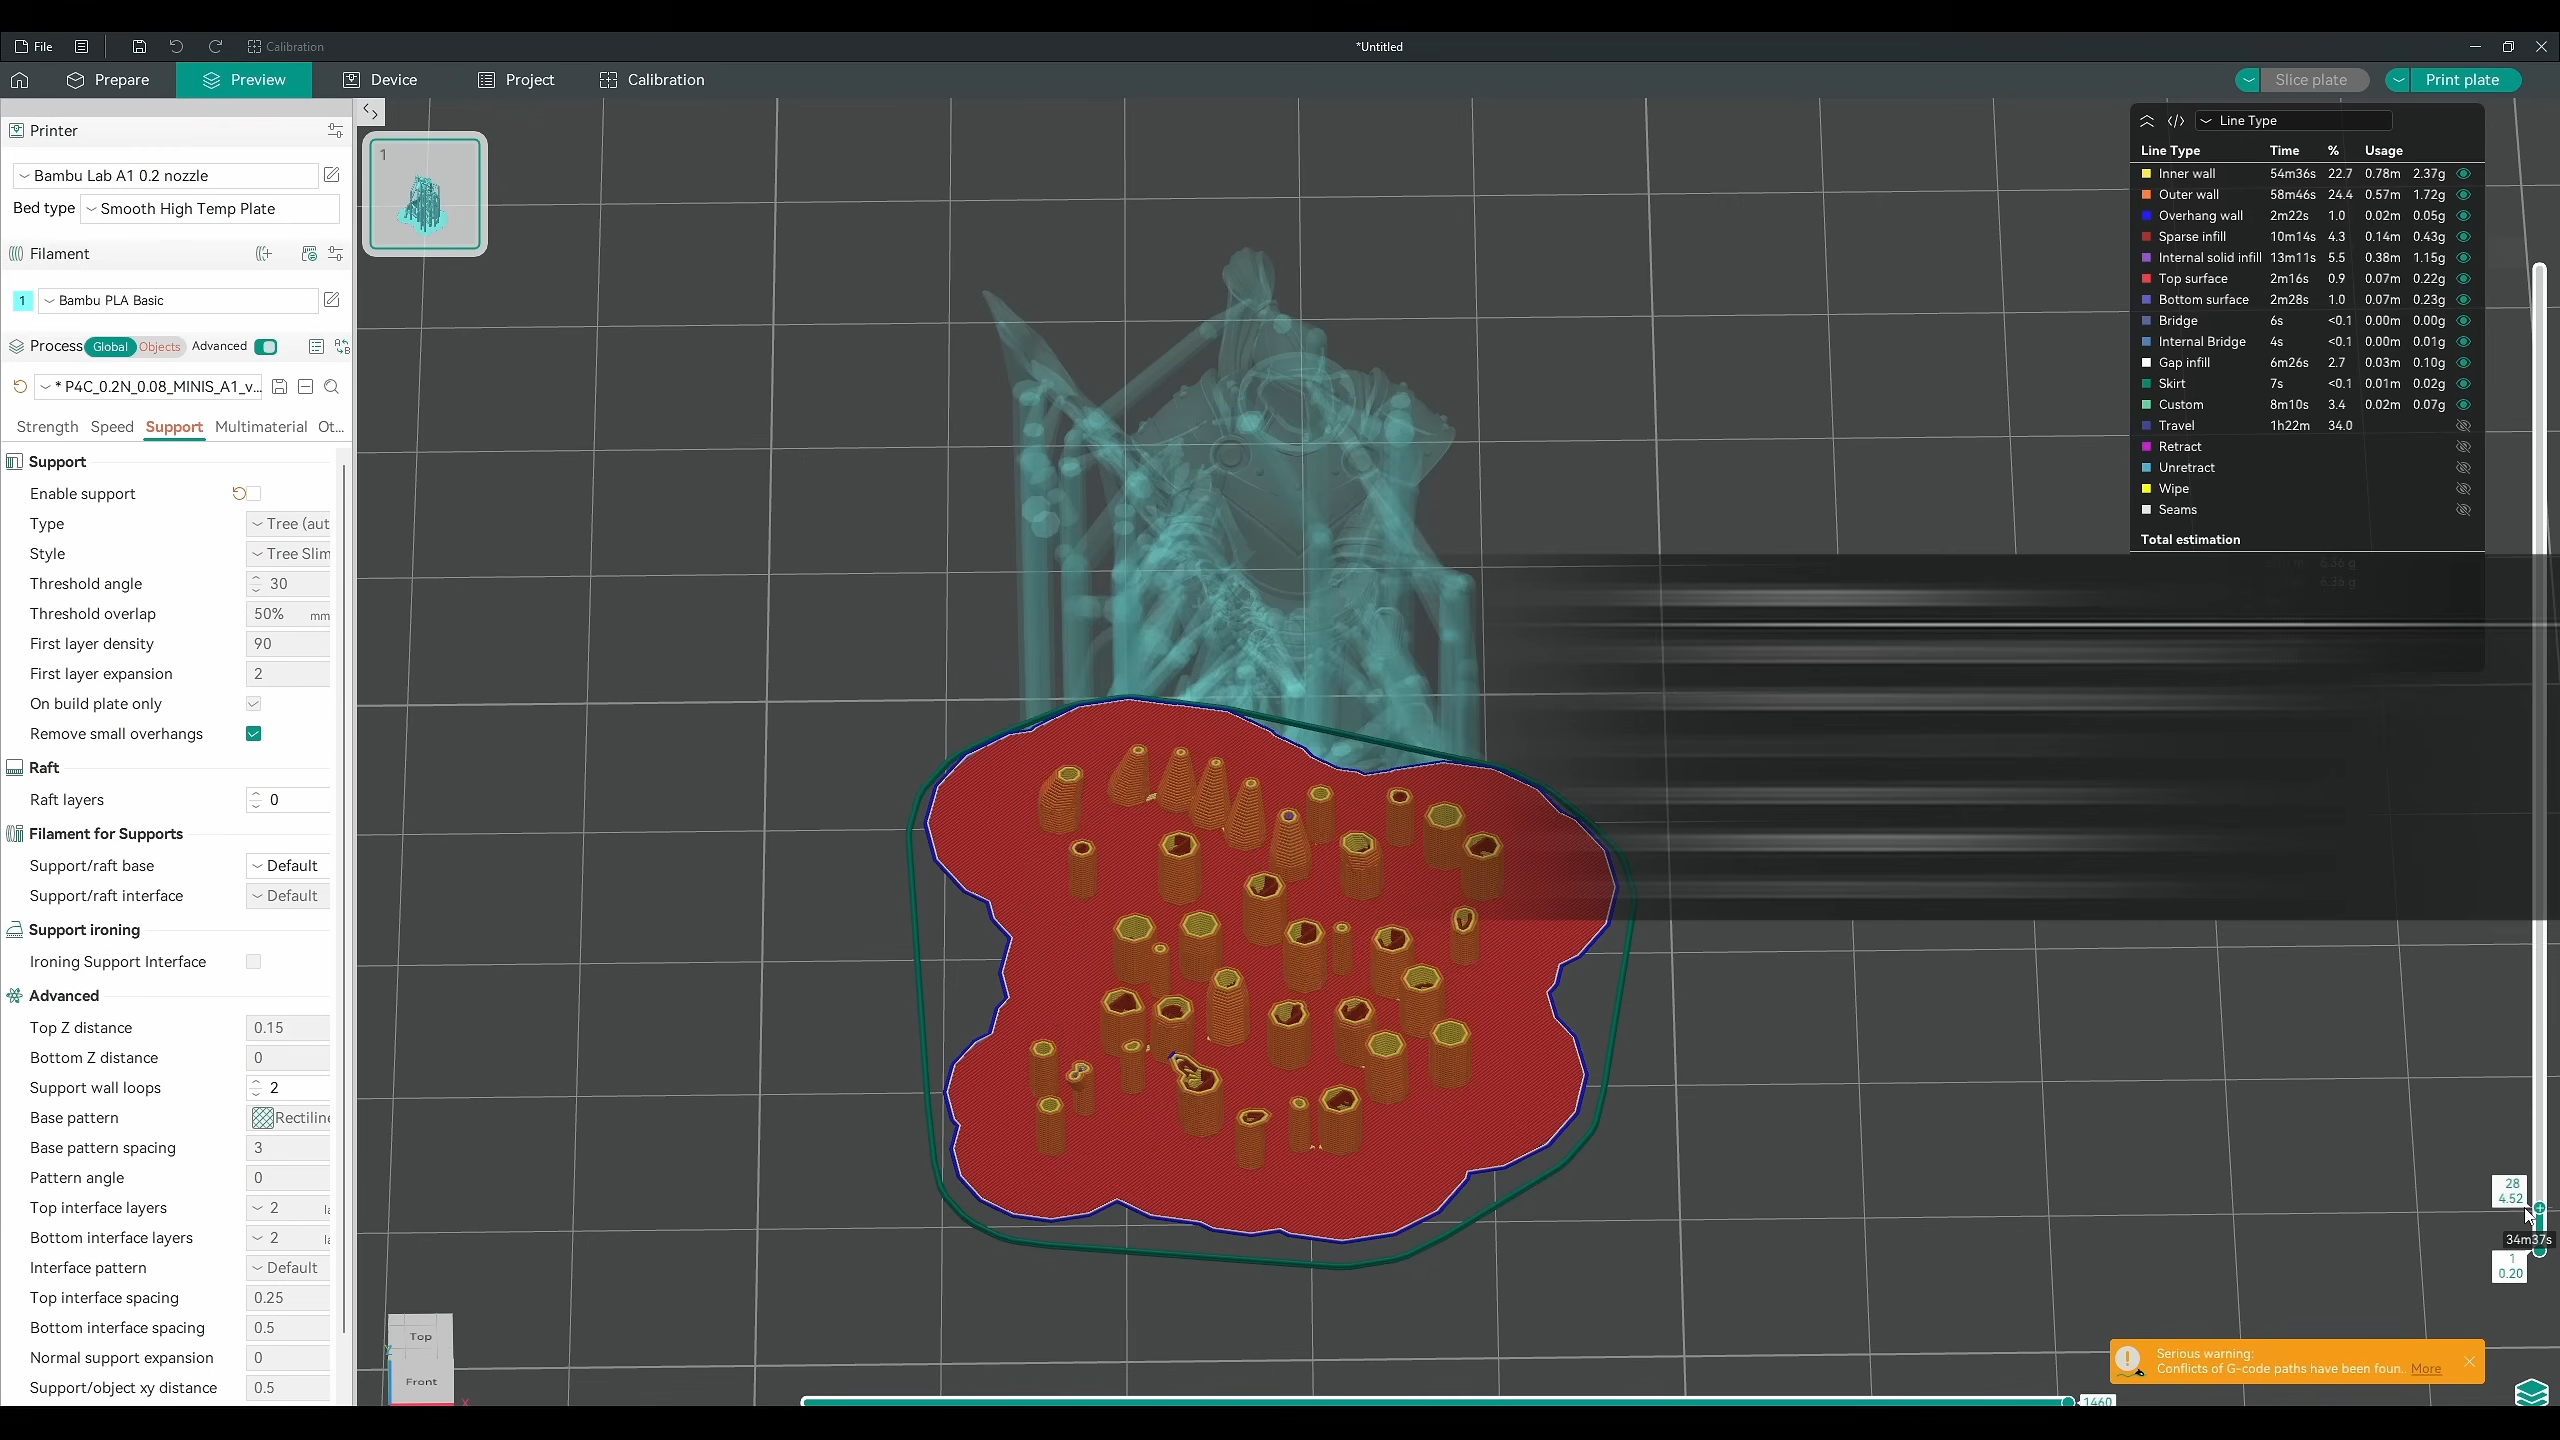 File
Calibration
*Untitled
Prepare
Preview
Device
Project
Calibration
Slice plate
Print plate
Printer
Bambu Lab A1 0.2 nozzle
Bed type
Smooth High Temp Plate
Filament
1
Bambu PLA Basic
Process
Global
Objects
Advanced
* P4C_0.2N_0.08_MINIS_A1_v...
Strength
Speed
Support
Multimaterial
Ot...
Support
Enable support
Type
Tree (aut
Style
Tree Slim
Threshold angle
30
Threshold overlap
50%
mm
First layer density
90
First layer expansion
2
On build plate only
Remove small overhangs
Raft
Raft layers
0
Filament for Supports
Support/raft base
Default
Support/raft interface
Default
Support ironing
Ironing Support Interface
Advanced
Top Z distance
0.15
Bottom Z distance
0
Support wall loops
2
Base pattern
Rectiline
Base pattern spacing
3
Pattern angle
0
Top interface layers
2
Bottom interface layers
2
Interface pattern
Default
Top interface spacing
0.25
Bottom interface spacing
0.5
Normal support expansion
0
Support/object xy distance
0.5
1
Line Type
Line Type Time % Usage
Inner wall 54m36s 22.7 0.78m 2.37g
Outer wall 58m46s 24.4 0.57m 1.72g
Overhang wall 2m22s 1.0 0.02m 0.05g
Sparse infill 10m14s 4.3 0.14m 0.43g
Internal solid infill 13m11s 5.5 0.38m 1.15g
Top surface 2m16s 0.9 0.07m 0.22g
Bottom surface 2m28s 1.0 0.07m 0.23g
Bridge 6s <0.1 0.00m 0.00g
Internal Bridge 4s <0.1 0.00m 0.01g
Gap infill 6m26s 2.7 0.03m 0.10g
Skirt 7s <0.1 0.01m 0.02g
Custom 8m10s 3.4 0.02m 0.07g
Travel 1h22m 34.0
Retract
Unretract
Wipe
Seams
Total estimation
6.36 g
6.36 g
28
4.52
34m37s
1
0.20
Top
Front
Serious warning:
Conflicts of G-code paths have been foun.. More
1460